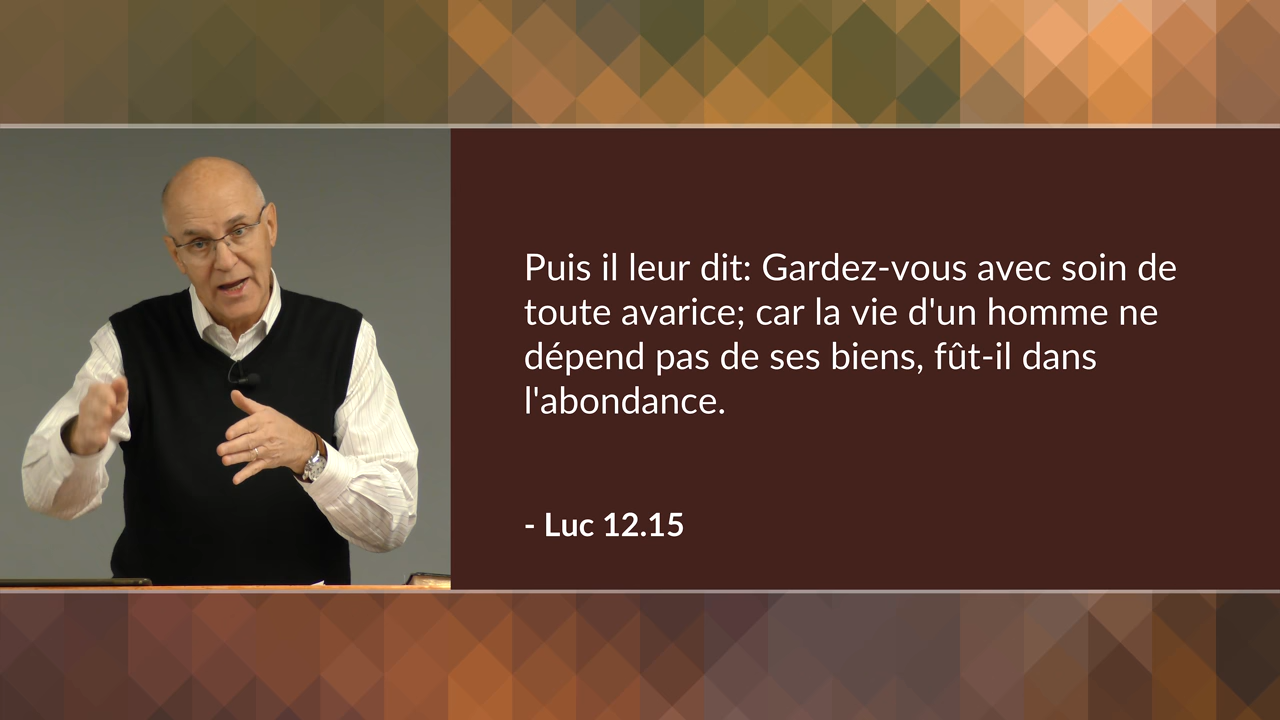 Puis il leur dit: Gardez-vous avec soin de
toute avarice; car la vie d'un homme ne
dépend pas de ses biens, fût-il dans
l'abondance.
- Luc 12.15